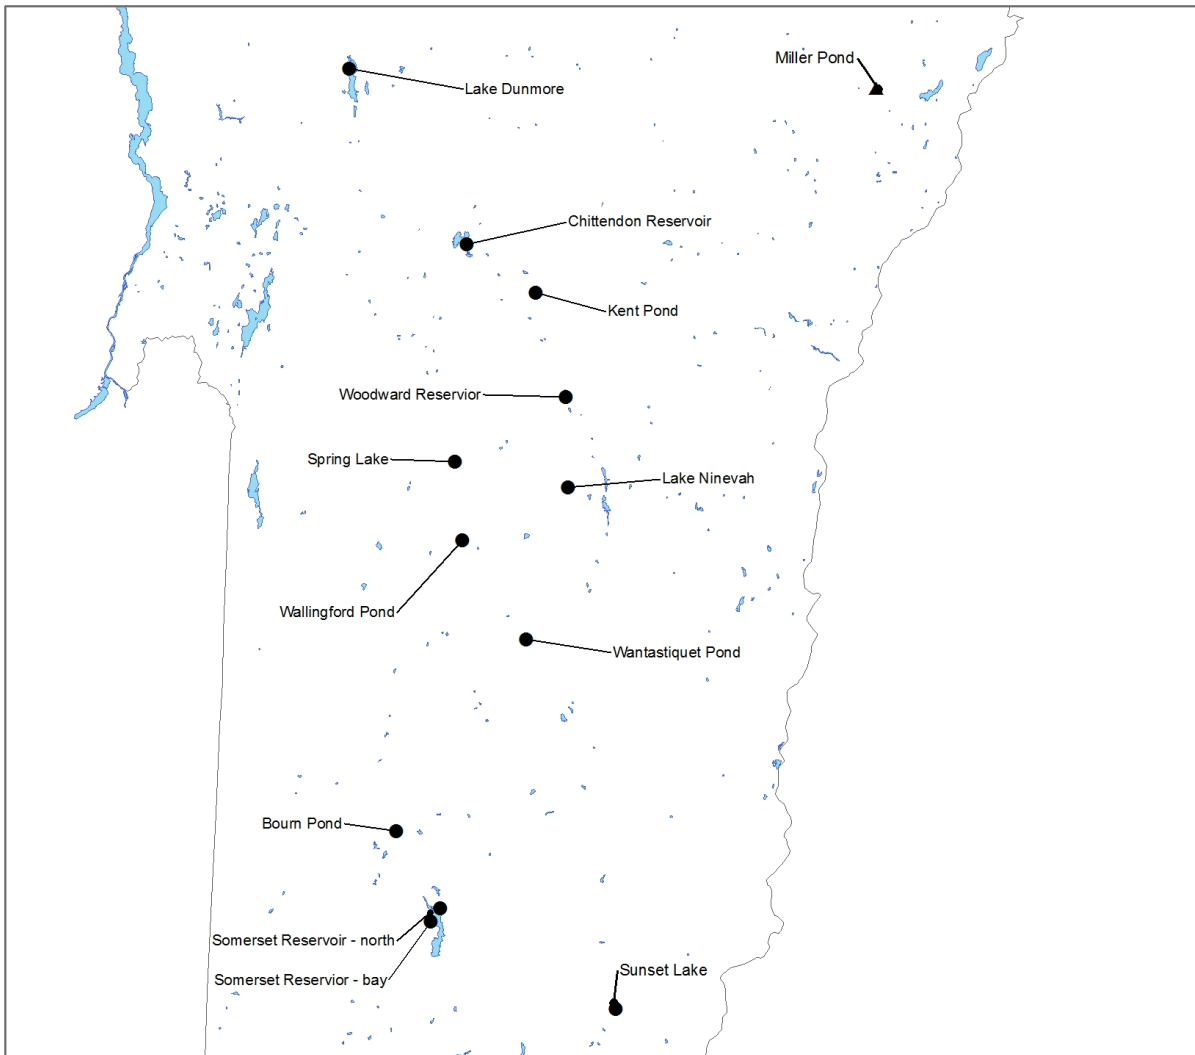 Miller Pond
Lake Dunmore
Chittendon Reservoir
Kent Pond
Woodward Reservior
Spring Lake
Lake Ninevah
Wallingford Pond
Wantastiquet Pond
Bourn Pond
Somerset Reservoir - north
Sunset Lake
Somerset Reservior - bay